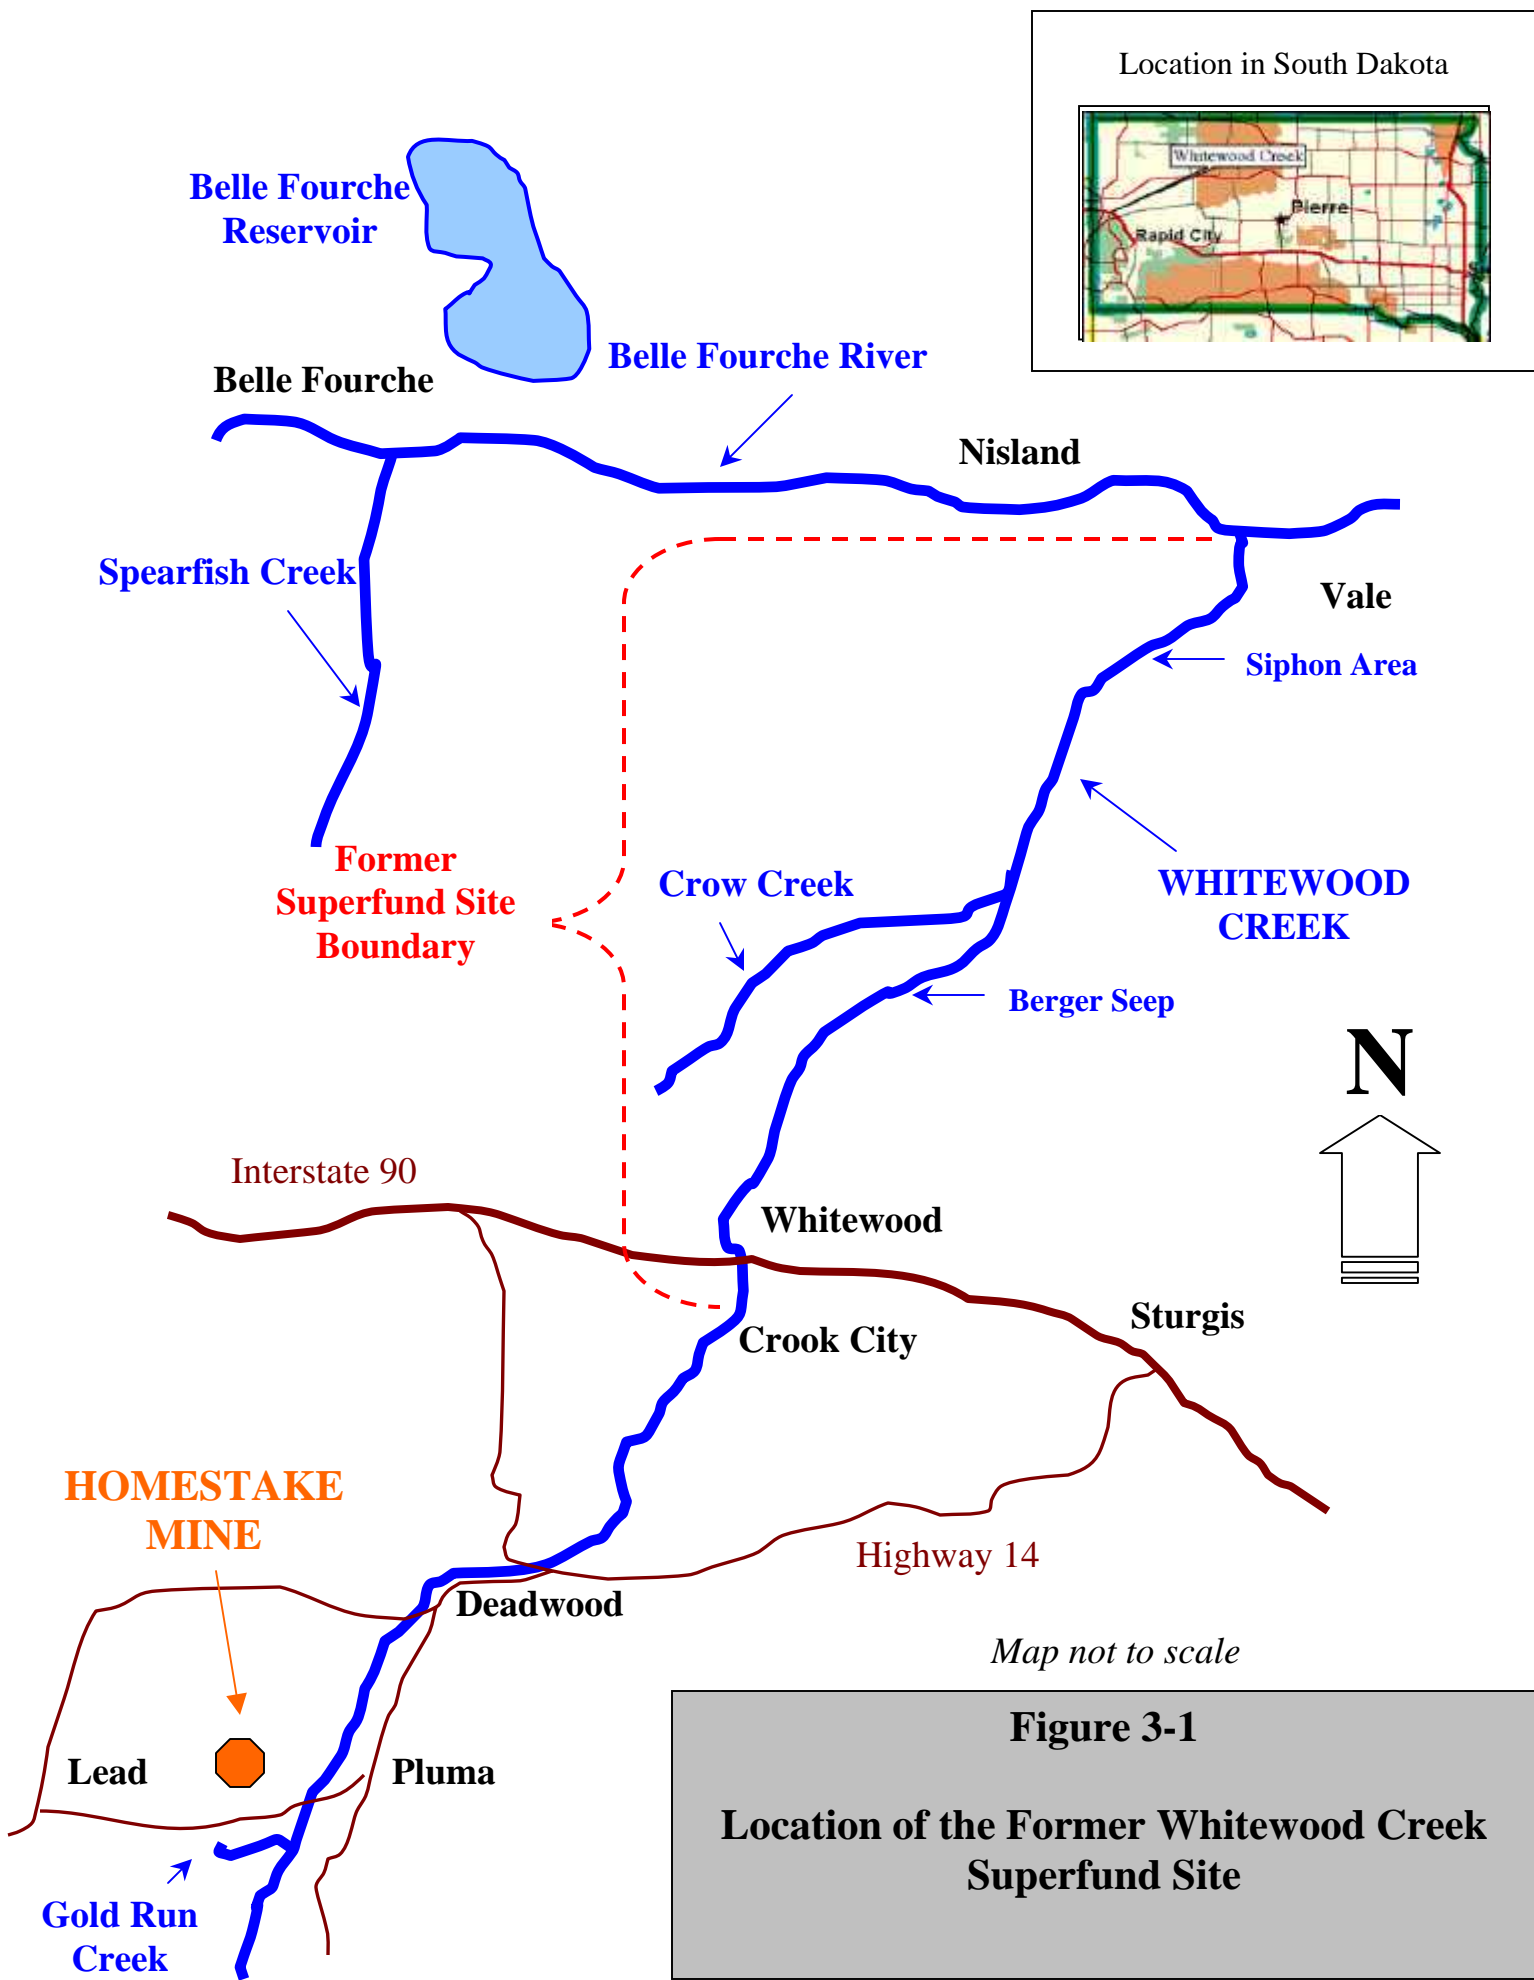 Location in South Dakota
Whitewood Creek
Pierre
Rapid City
Belle Fourche
Reservoir
Belle Fourche River
Belle Fourche
Nisland
Spearfish Creek
Vale
Siphon Area
Former
Superfund Site
Boundary
Crow Creek
WHITEWOOD
CREEK
Berger Seep
N
Interstate 90
Whitewood
Sturgis
Crook City
HOMESTAKE
MINE
Highway 14
Deadwood
Map not to scale
Lead
Pluma
Gold Run
Creek
Figure 3-1
Location of the Former Whitewood Creek
Superfund Site